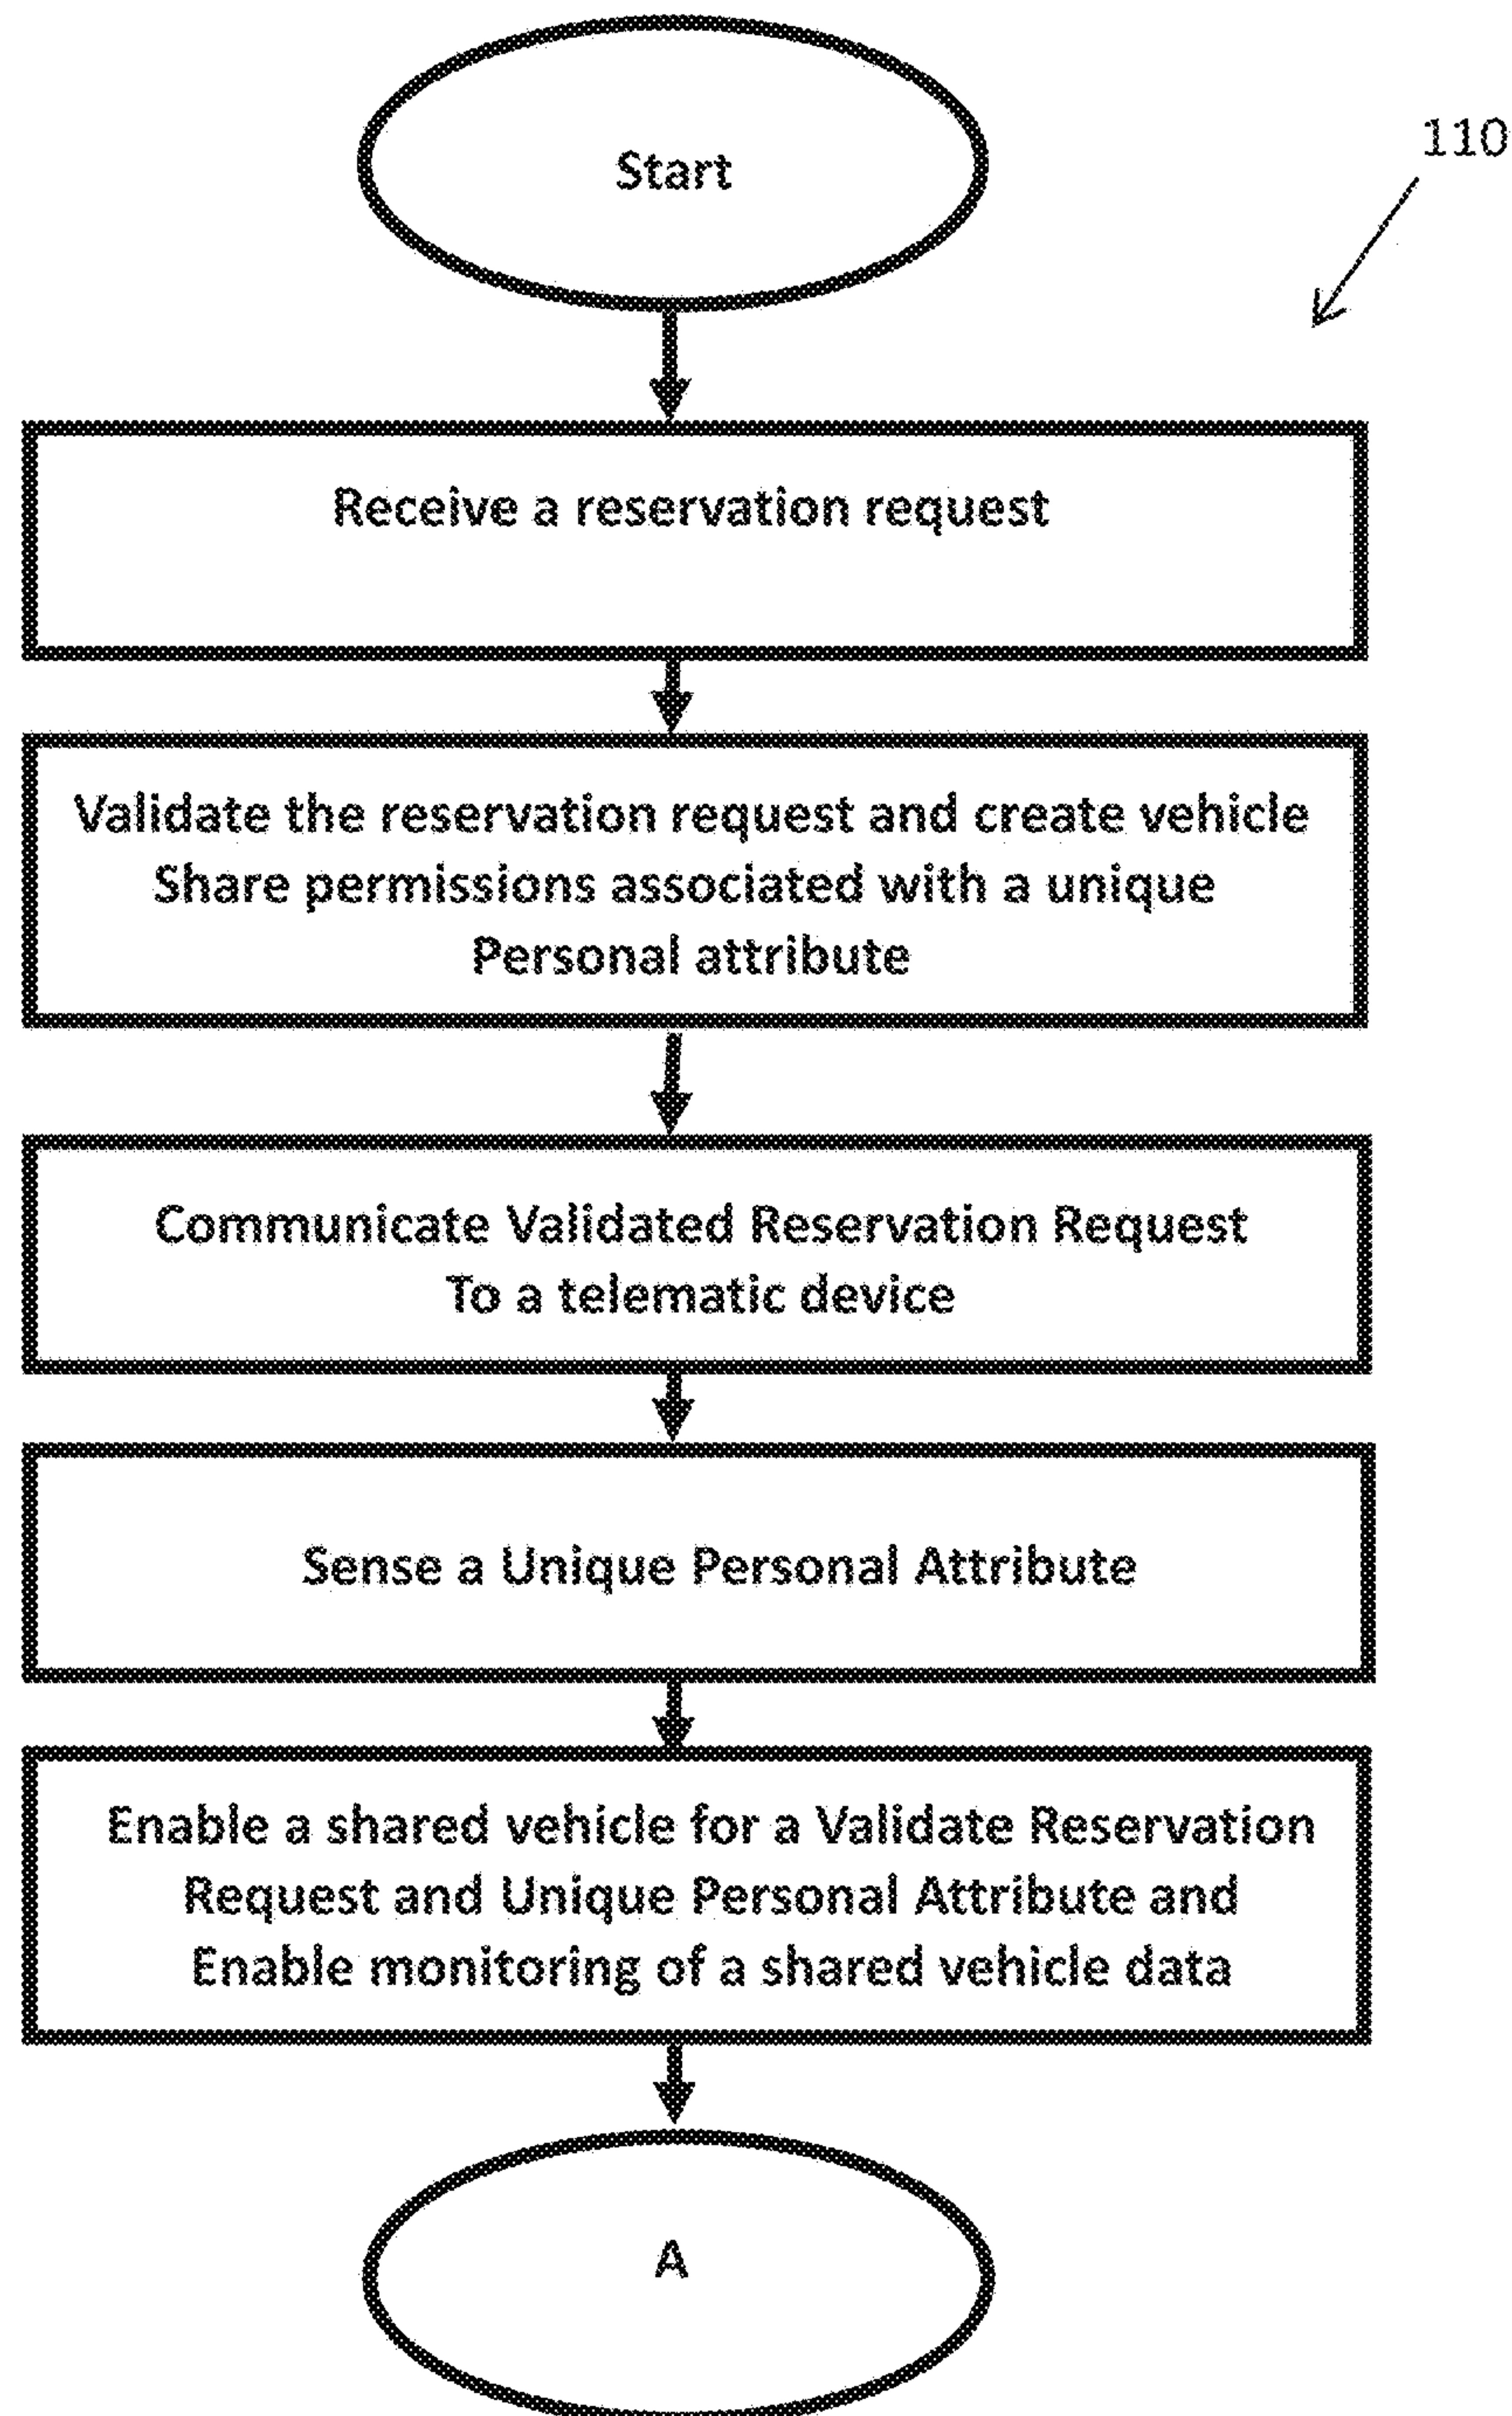 Start
110
Receive a reservation request
Validate the reservation request and create vehicle
Share permissions associated with a unique
Personal attribute
Communicate Validated Reservation Request
To a telematic device
Sense a Unique Personal Attribute
Enable a shared vehicle for a Validate Reservation
Request and Unique Personal Attribute and
Enable monitoring of a shared vehicle data
A